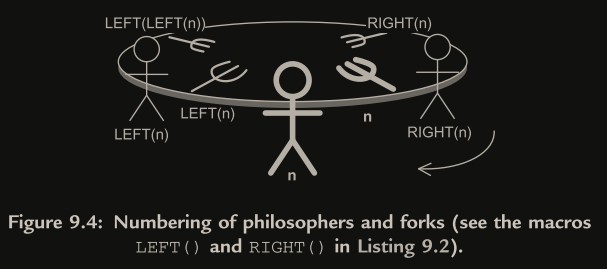 LEFT(LEFT(n))
RIGHT(n)
LEFT(n)
n
LEFT(n)
RIGHT(n)
n
Figure 9.4: Numbering of philosophers and forks (see the macros
LEFT() and RIGHT() in Listing 9.2).